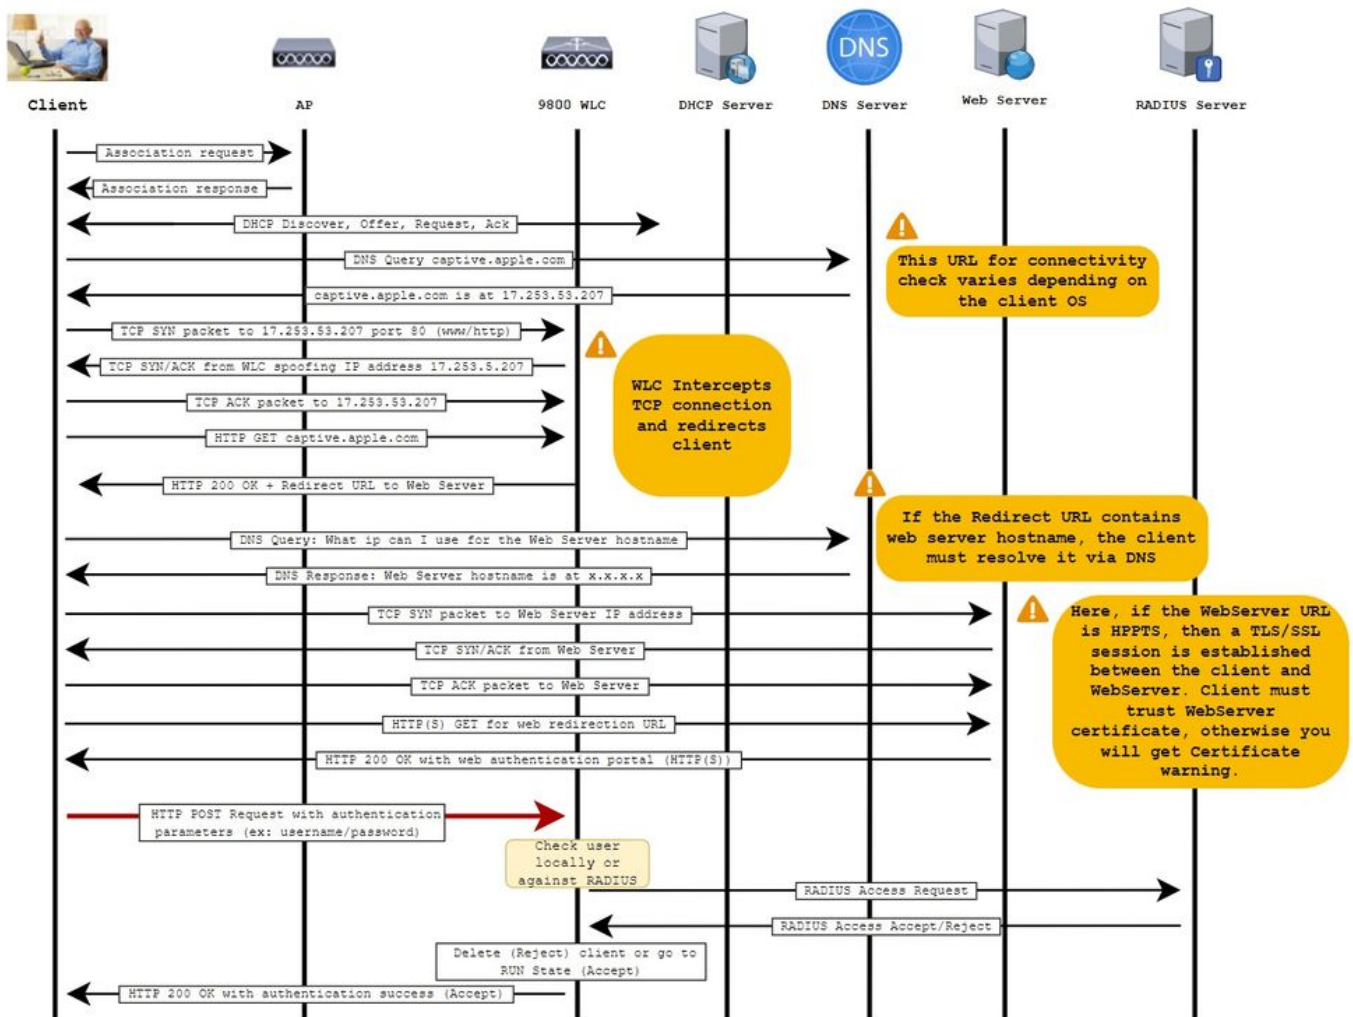 Client
AP
9800 WLC
DHCP Server
DNS
DNS Server
Web Server
RADIUS Server
Association request
Association response
DHCP Discover, Offer, Request, Ack
DNS Query captive.apple.com
This URL for connectivity
check varies depending on
the client OS
captive.apple.com is at 17.253.53.207
TCP SYN packet to 17.253.53.207 port 80 (www/http)
TCP SYN/ACK from WLC spoofing IP address 17.253.5.207
WLC Intercepts
TCP connection
and redirects
client
TCP ACK packet to 17.253.53.207
HTTP GET captive.apple.com
HTTP 200 OK + Redirect URL to Web Server
If the Redirect URL contains
web server hostname, the client
must resolve it via DNS
DNS Query: What ip can I use for the Web Server hostname
DNS Response: Web Server hostname is at x.x.x.x
TCP SYN packet to Web Server IP address
Here, if the WebServer URL
is HPPTS, then a TLS/SSL
session is established
between the client and
WebServer. Client must
trust WebServer
certificate, otherwise you
will get Certificate
warning.
TCP SYN/ACK from Web Server
TCP ACK packet to Web Server
HTTP(S) GET for web redirection URL
HTTP 200 OK with web authentication portal (HTTP(S))
HTTP POST Request with authentication
parameters (ex: username/password)
Check user
locally or
against RADIUS
RADIUS Access Request
RADIUS Access Accept/Reject
Delete (Reject) client or go to
RUN State (Accept)
HTTP 200 OK with authentication success (Accept)